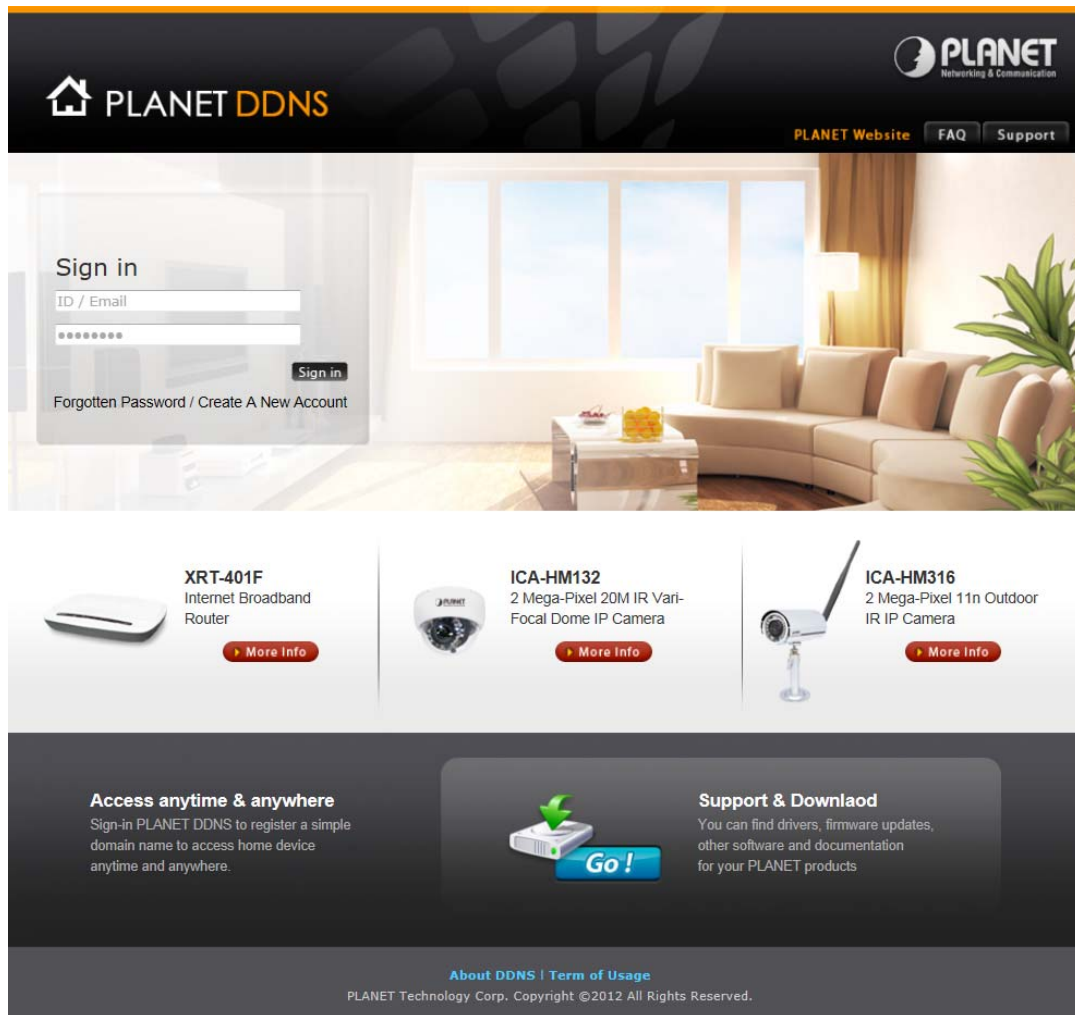 PLANET
Networking & Communication
PLANET DDNS
PLANET Website FAQ Support
Sign in
ID / Email
Sign in
Forgotten Password / Create A New Account
XRT-401F
Internet Broadband
Router
More Info
PLANET
ICA-HM132
2 Mega-Pixel 20M IR Vari-
Focal Dome IP Camera
More Info
ICA-HM316
2 Mega-Pixel 11n Outdoor
IR IP Camera
More Info
Access anytime & anywhere
Sign-in PLANET DDNS to register a simple
domain name to access home device
anytime and anywhere.
Go !
Support & Downlaod
You can find drivers, firmware updates,
other software and documentation
for your PLANET products
About DDNS | Term of Usage
PLANET Technology Corp. Copyright ©2012 All Rights Reserved.